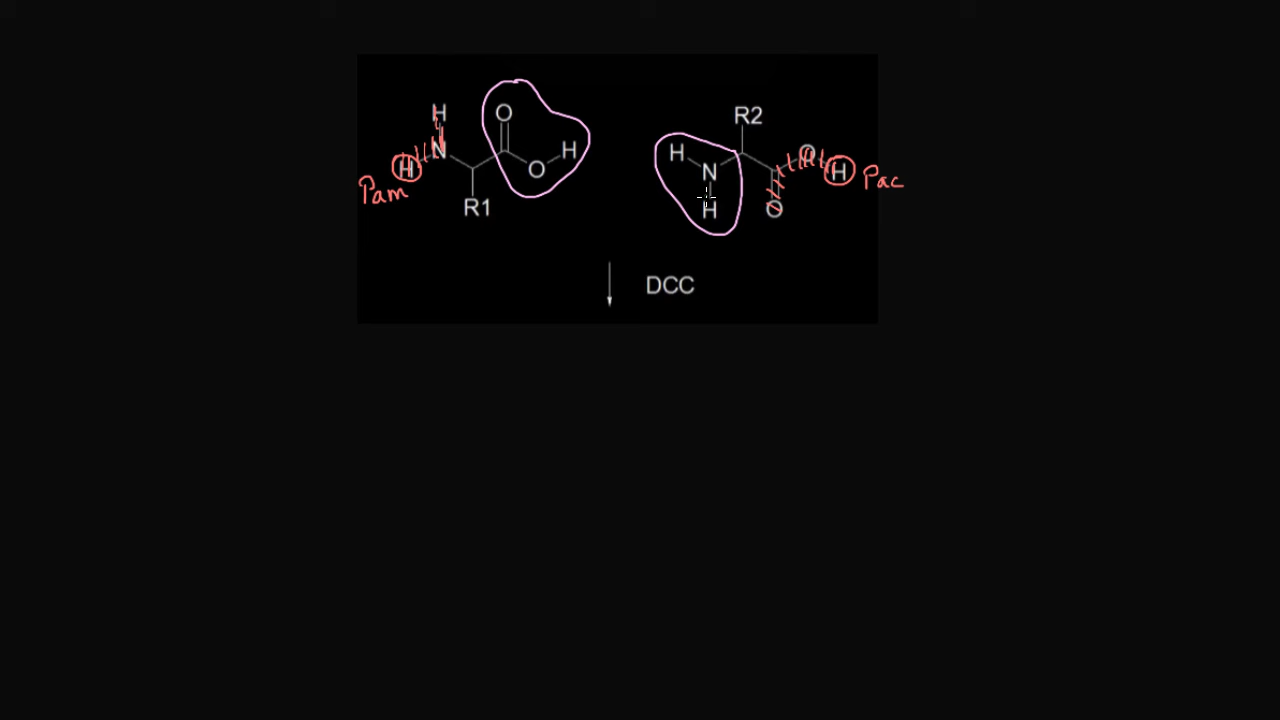 H O R2
H N O H H N H O H
Pam Pac
R1 H O
DCC